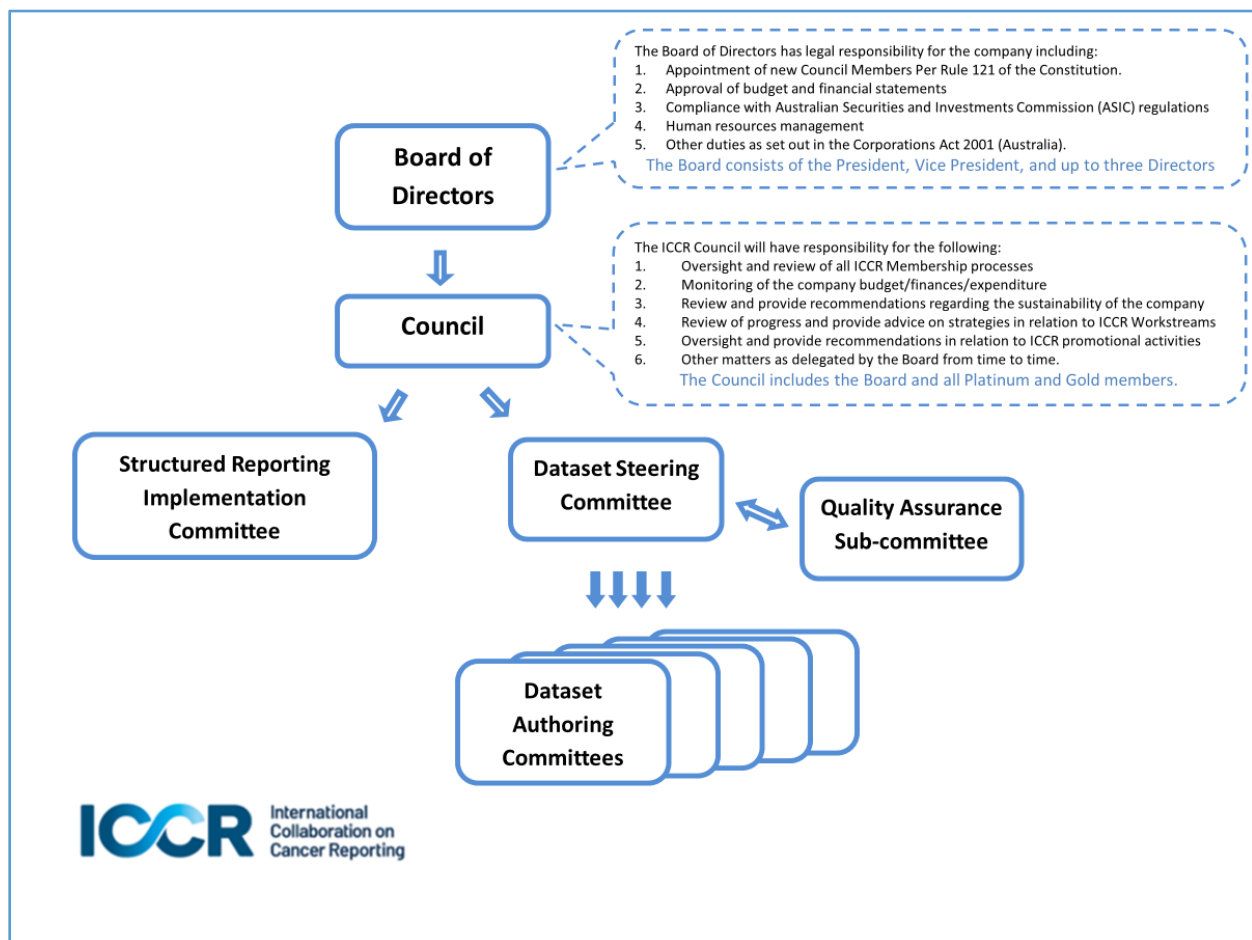 The Board of Directors has legal responsibility for the company including:
1. Appointment of new Council Members Per Rule 121 of the Constitution.
2. Approval of budget and financial statements
3. Compliance with Australian Securities and Investments Commission (ASIC) regulations
4. Human resources management
5. Other duties as set out in the Corporations Act 2001 (Australia).
The Board consists of the President, Vice President, and up to three Directors
Board of
Directors
The ICCR Council will have responsibility for the following:
1. Oversight and review of all ICCR Membership processes
2. Monitoring of the company budget/finances/expenditure
3. Review and provide recommendations regarding the sustainability of the company
4. Review of progress and provide advice on strategies in relation to ICCR Workstreams
5. Oversight and provide recommendations in relation to ICCR promotional activities
6. Other matters as delegated by the Board from time to time.
The Council includes the Board and all Platinum and Gold members.
Council
Structured Reporting
Implementation
Committee
Dataset Steering
Committee
Quality Assurance
Sub-committee
Dataset
Authoring
Committees
ICCR
International
Collaboration on
Cancer Reporting